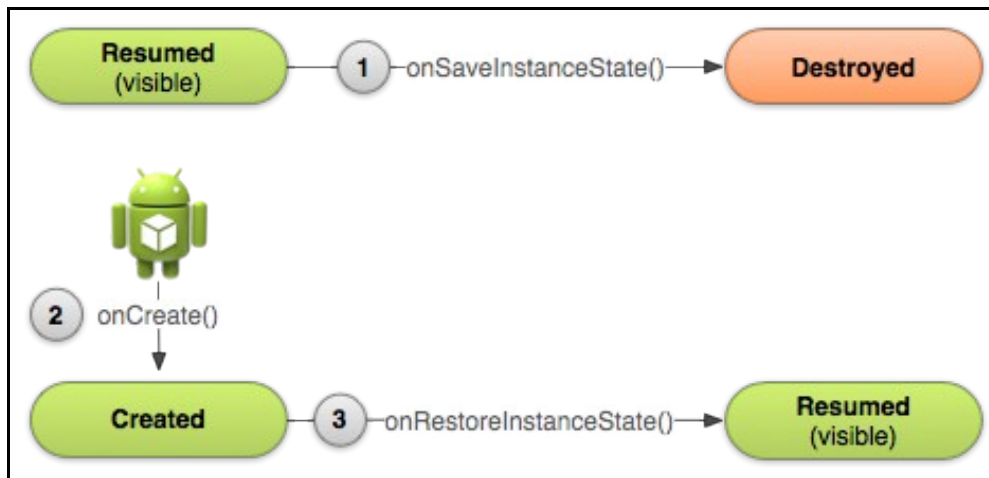 Resumed
(visible)
1
onSaveInstanceState()
Destroyed
2
onCreate()
Created
3
onRestoreInstanceState()
Resumed
(visible)